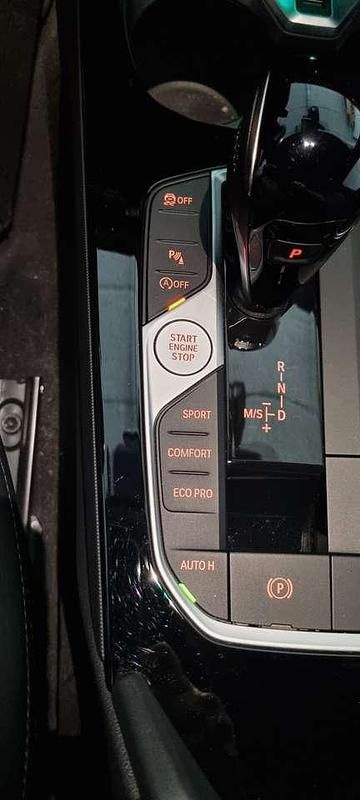 OFF
P
P
A OFF
START
ENGINE
STOP
R
N
M/S D
+
SPORT
COMFORT
ECO PRO
AUTO H
P